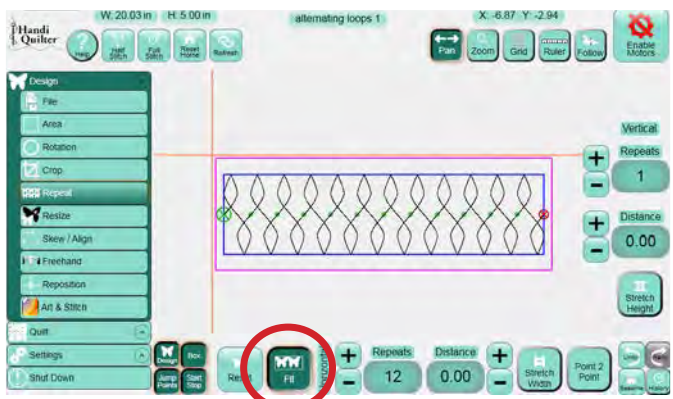 Handi
Quilter
W. 20.03 in H: 5.00 in
alternating loops 1
X: -6.87 Y: -2.94
Help
Half
Stitch
Full
Stitch
Reset
Home
Refresh
Pan
Zoom
Grid
Ruler
Follow
Enable
Motors
Design
File
Area
Rotation
Crop
Repeat
Resize
Skew / Align
Freehand
Reposition
Art & Stitch
Quilt
Settings
Shut Down
Vertical
Repeats
1
Distance
0.00
Stretch
Height
Design
Box
Jump
Points
Start
Stop
Reset
Fit
Horizontal
Repeats
12
Distance
0.00
Stretch
Width
Point 2
Point
Undo
Baseline
History